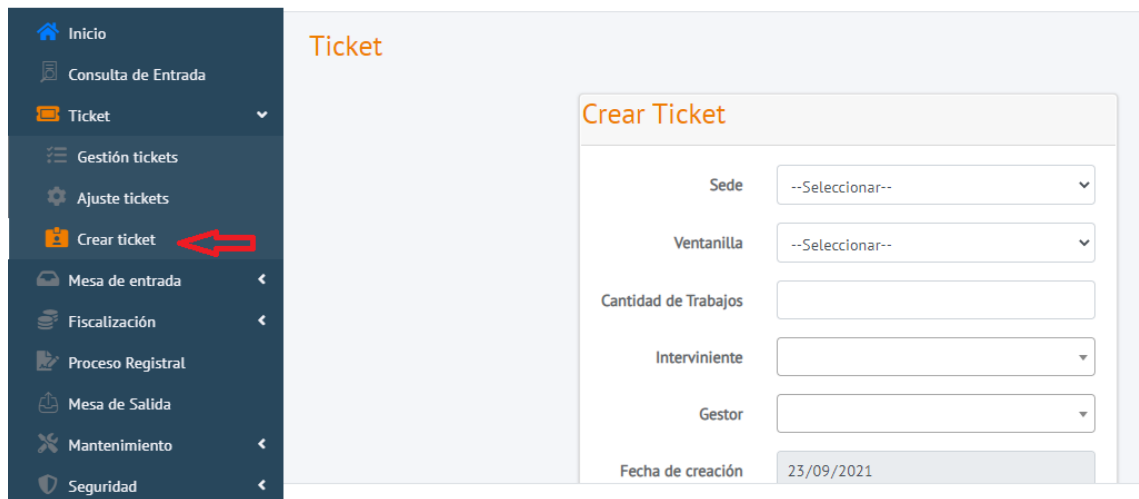 Inicio
Consulta de Entrada
Ticket
Gestión tickets
Ajuste tickets
Crear ticket
Mesa de entrada
Fiscalización
Proceso Registral
Mesa de Salida
Mantenimiento
Seguridad
Ticket
Crear Ticket
Sede --Seleccionar--
Ventanilla --Seleccionar--
Cantidad de Trabajos
Interviniente
Gestor
Fecha de creación 23/09/2021